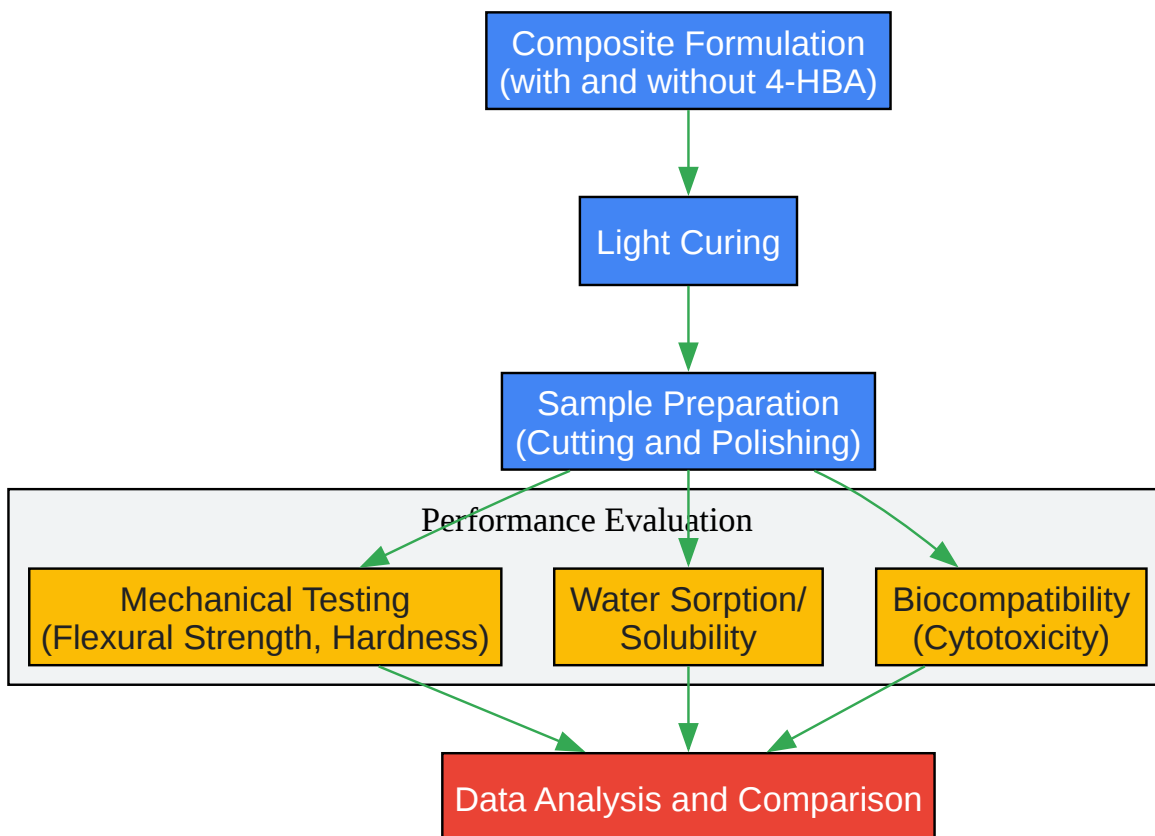 Composite Formulation
(with and without 4-HBA)
Light Curing
Sample Preparation
(Cutting and Polishing)
Performance Evaluation
Mechanical Testing
(Flexural Strength, Hardness)
Water Sorption/
Solubility
Biocompatibility
(Cytotoxicity)
Data Analysis and Comparison